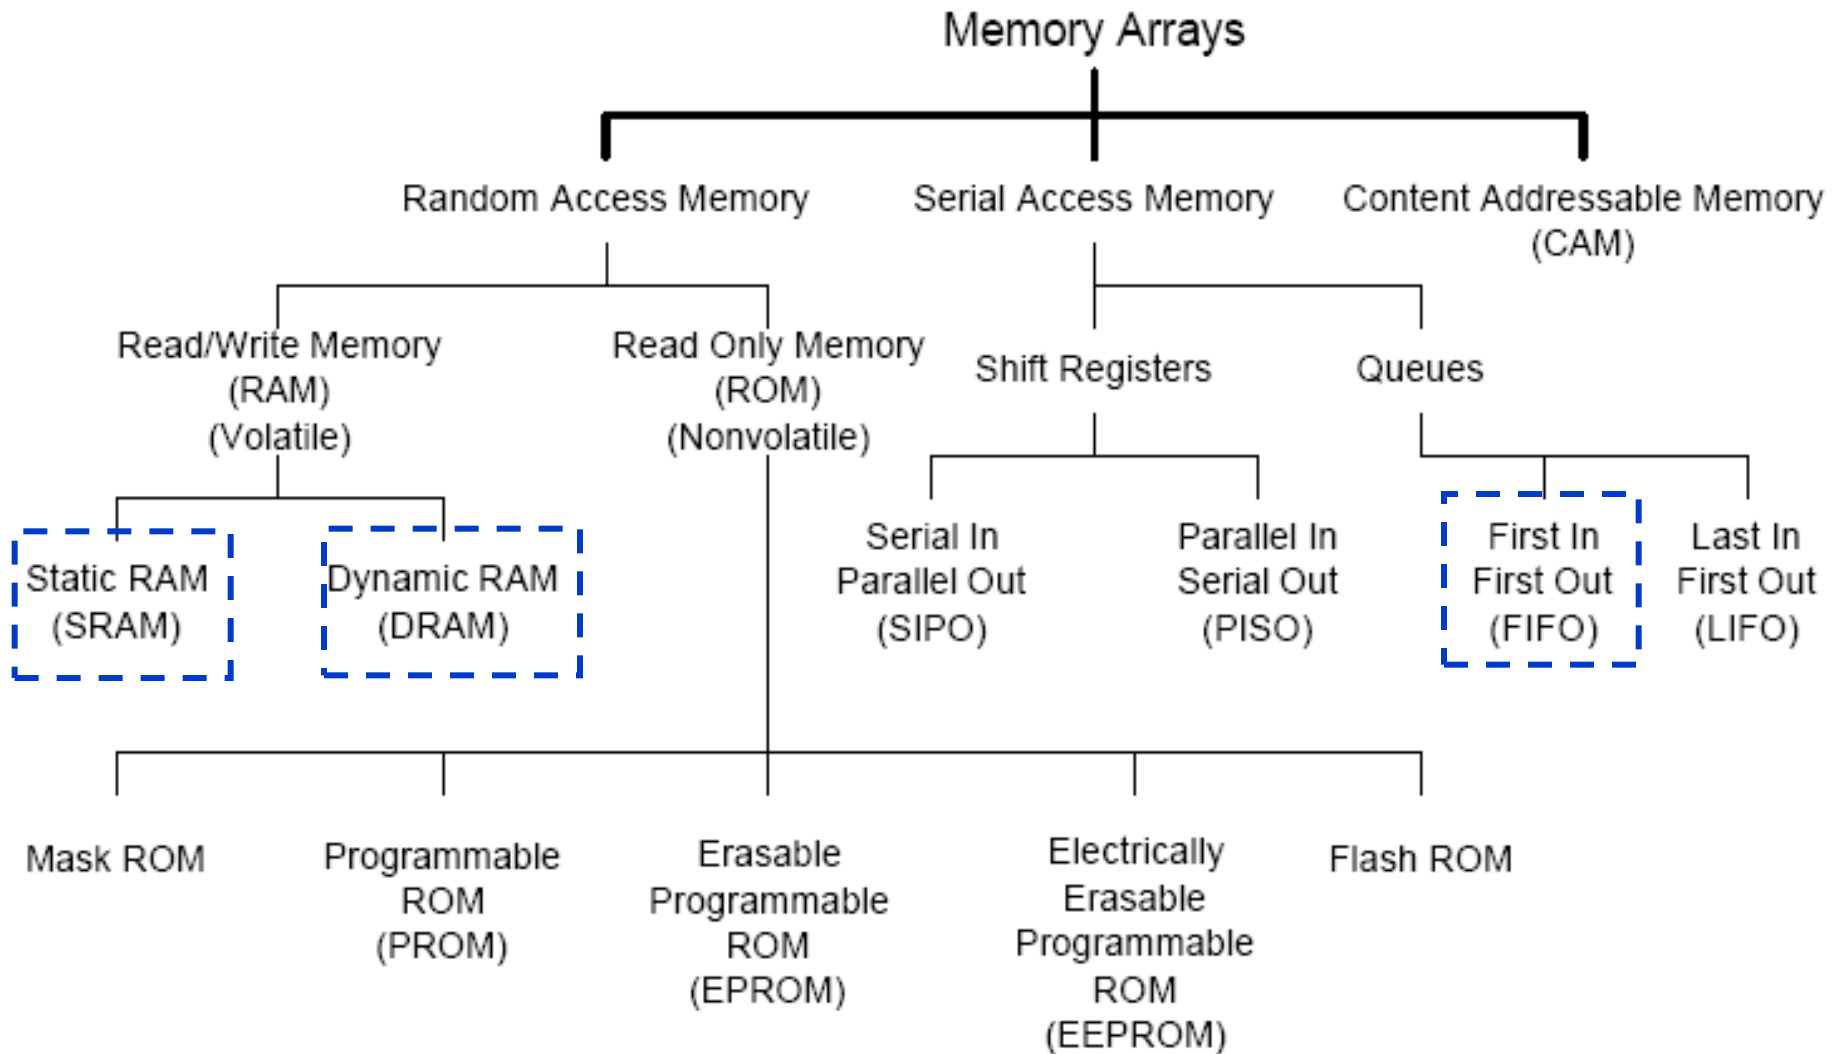 Memory Arrays
Random Access Memory
Serial Access Memory
Content Addressable Memory
(CAM)
Read/Write Memory
(RAM)
(Volatile)
Read Only Memory
(ROM)
(Nonvolatile)
Shift Registers
Queues
Static RAM
(SRAM)
Dynamic RAM
(DRAM)
Serial In
Parallel Out
(SIPO)
Parallel In
Serial Out
(PISO)
First In
First Out
(FIFO)
Last In
First Out
(LIFO)
Mask ROM
Programmable
ROM
(PROM)
Erasable
Programmable
ROM
(EPROM)
Electrically
Erasable
Programmable
ROM
(EEPROM)
Flash ROM